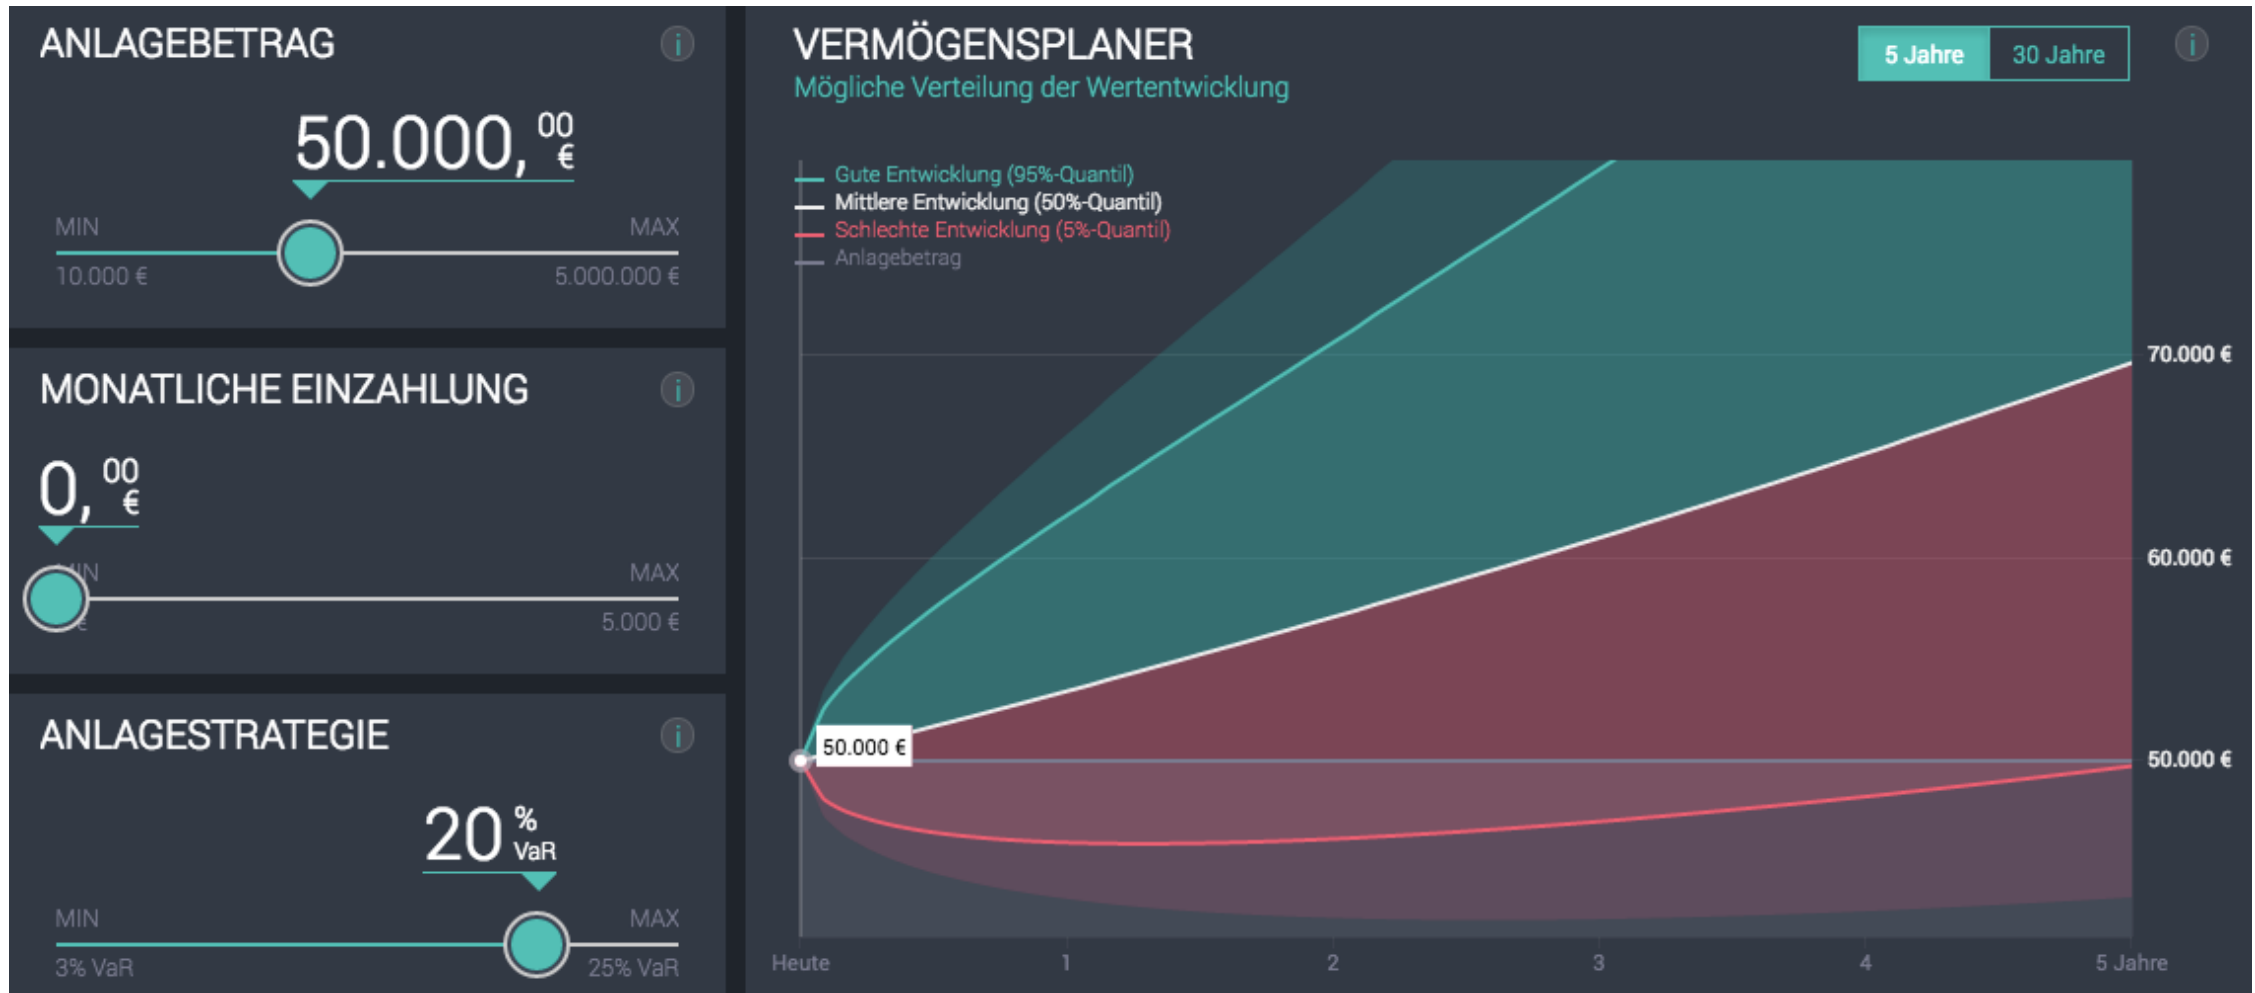 ANLAGEBETRAG
i
50.000,00 €
MIN
MAX
10.000 €
5.000.000 €
MONATLICHE EINZAHLUNG
i
0,00 €
MIN
MAX
€
5.000 €
ANLAGESTRATEGIE
i
20 % VaR
MIN
MAX
3% VaR
25% VaR
VERMÖGENSPLANER
Mögliche Verteilung der Wertentwicklung
5 Jahre
30 Jahre
i
Gute Entwicklung (95%-Quantil)
Mittlere Entwicklung (50%-Quantil)
Schlechte Entwicklung (5%-Quantil)
Anlagebetrag
70.000 €
60.000 €
50.000 €
50.000 €
Heute
1
2
3
4
5 Jahre